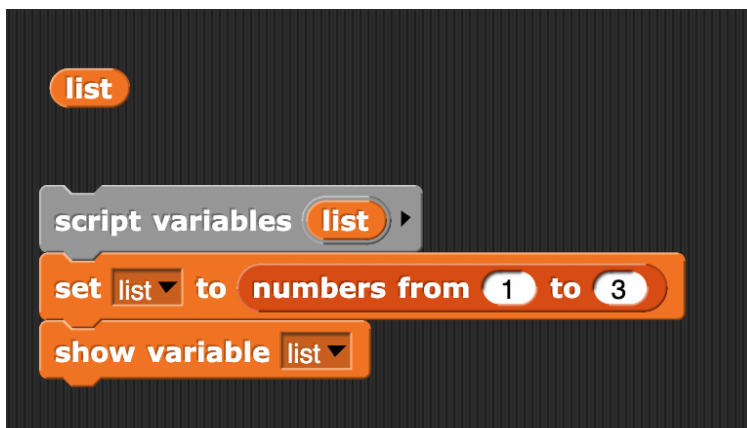 list
script variables list
set list to numbers from 1 to 3
show variable list